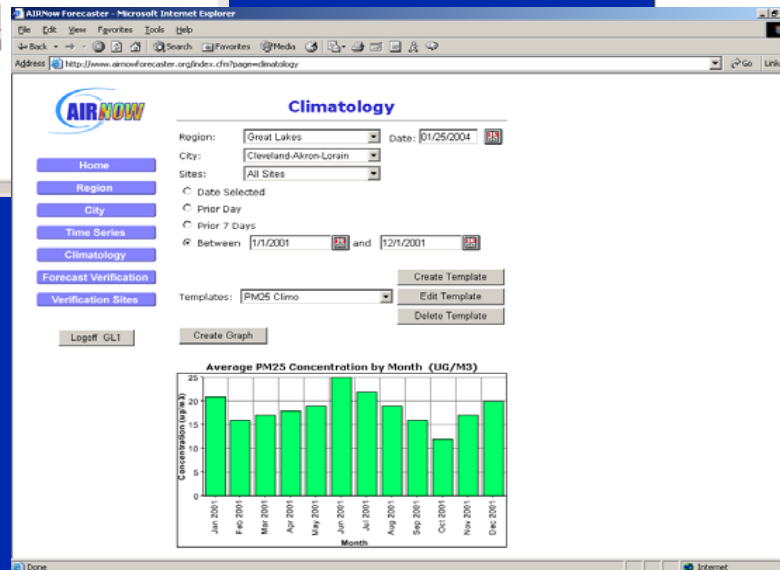 AIRNow Forecaster - Microsoft Internet Explorer
File Edit View Favorites Tools Help
Back Search Favorites Media
Address http://www.airnowforecaster.org/index.cfm?page=climatology Go Links
AIRNOW
Climatology
Region: Great Lakes Date: 01/25/2004
City: Cleveland-Akron-Lorain
Sites: All Sites
Date Selected
Prior Day
Prior 7 Days
Between 1/1/2001 and 12/1/2001
Home
Region
City
Time Series
Climatology
Forecast Verification
Verification Sites
Logoff GL1
Create Template
Templates: PM25 Climo Edit Template
Delete Template
Create Graph
Average PM25 Concentration by Month (UG/M3)
Concentration (ug/m3)
25
20
15
10
5
0
Jan 2001
Feb 2001
Mar 2001
Apr 2001
May 2001
Jun 2001
Jul 2001
Aug 2001
Sep 2001
Oct 2001
Nov 2001
Dec 2001
Month
Done Internet